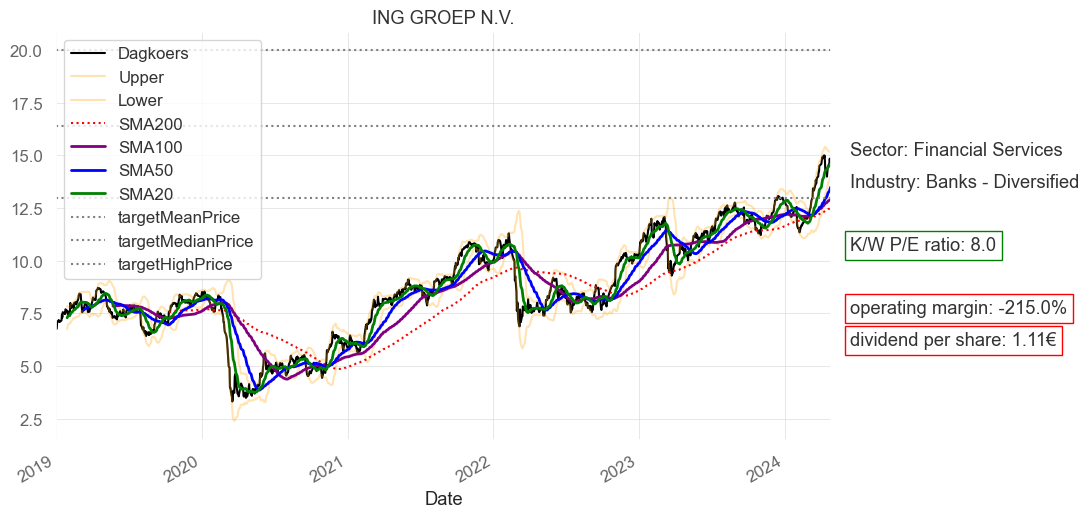 ING GROEP N.V.
20.0
17.5
15.0
12.5
10.0
7.5
5.0
2.5
Dagkoers
Upper
Lower
SMA200
SMA100
SMA50
SMA20
targetMeanPrice
targetMedianPrice
targetHighPrice
2019
2020
2021
2022
2023
2024
Date
Sector: Financial Services
Industry: Banks - Diversified
K/W P/E ratio: 8.0
operating margin: -215.0%
dividend per share: 1.11€